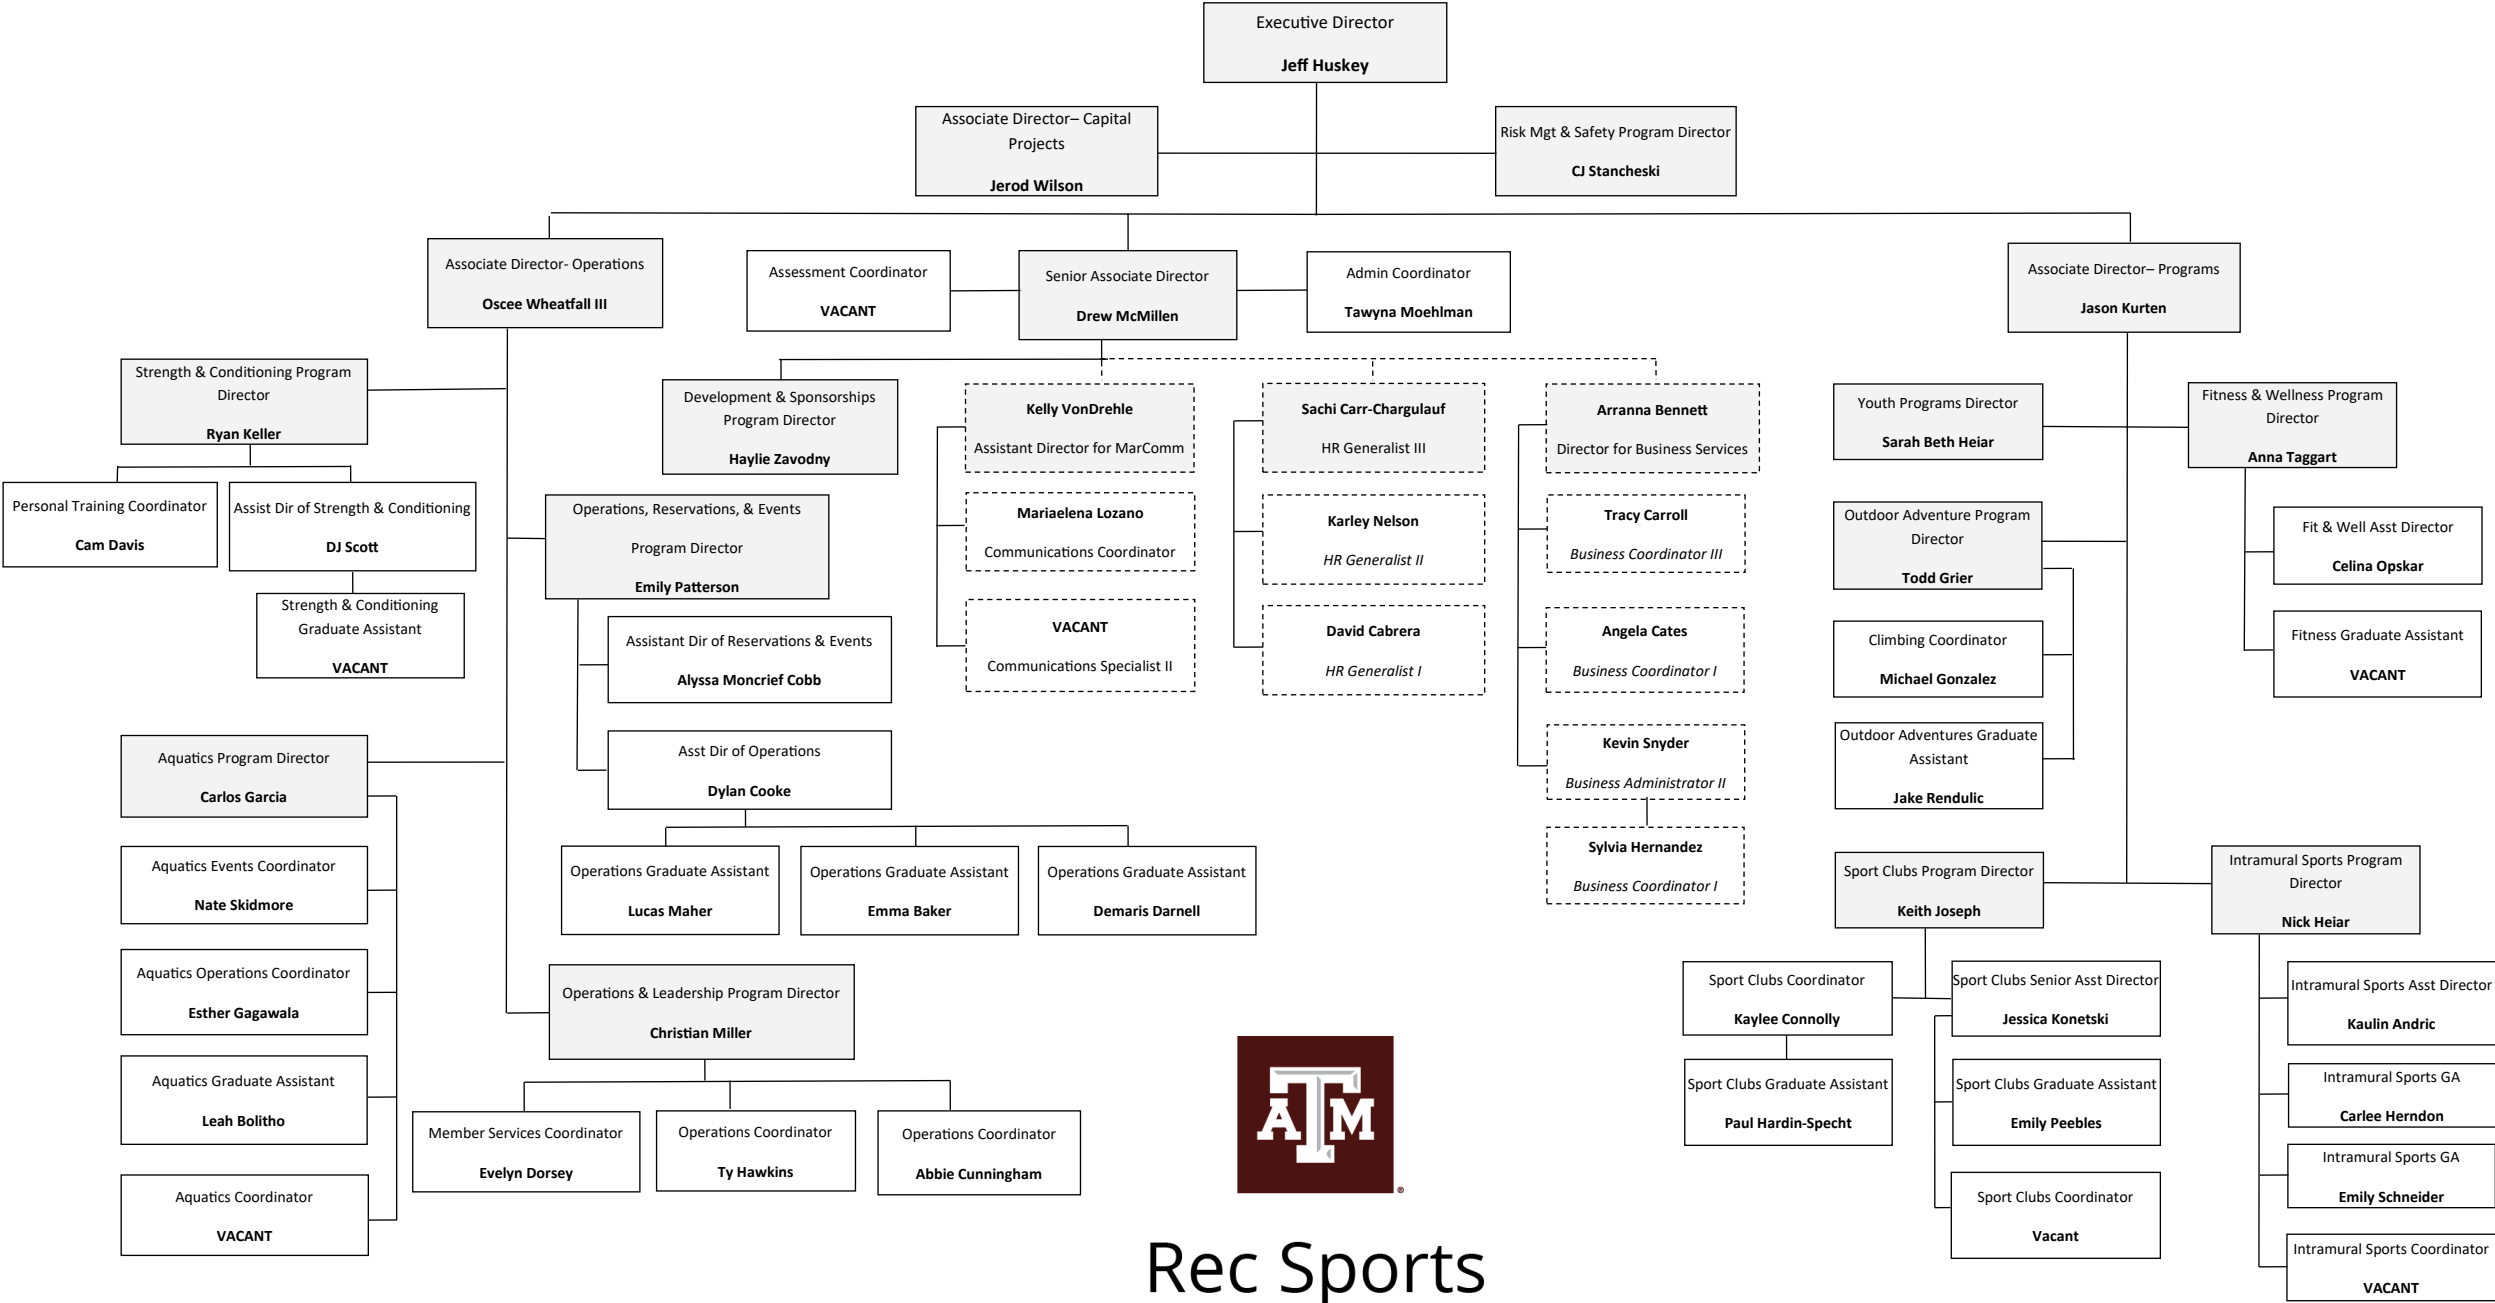 Executive Director
Jeff Huskey
Associate Director– Capital
Projects
Jerod Wilson
Risk Mgt & Safety Program Director
CJ Stancheski
Associate Director- Operations
Oscee Wheatfall III
Assessment Coordinator
VACANT
Senior Associate Director
Drew McMillen
Admin Coordinator
Tawyna Moehlman
Associate Director– Programs
Jason Kurten
Strength & Conditioning Program
Director
Ryan Keller
Personal Training Coordinator
Cam Davis
Assist Dir of Strength & Conditioning
DJ Scott
Strength & Conditioning
Graduate Assistant
VACANT
Operations, Reservations, & Events
Program Director
Emily Patterson
Assistant Dir of Reservations & Events
Alyssa Moncrief Cobb
Asst Dir of Operations
Dylan Cooke
Operations Graduate Assistant
Lucas Maher
Operations Graduate Assistant
Emma Baker
Operations Graduate Assistant
Demaris Darnell
Aquatics Program Director
Carlos Garcia
Aquatics Events Coordinator
Nate Skidmore
Aquatics Operations Coordinator
Esther Gagawala
Aquatics Graduate Assistant
Leah Bolitho
Aquatics Coordinator
VACANT
Operations & Leadership Program Director
Christian Miller
Member Services Coordinator
Evelyn Dorsey
Operations Coordinator
Ty Hawkins
Operations Coordinator
Abbie Cunningham
Development & Sponsorships
Program Director
Haylie Zavodny
Kelly VonDrehle
Assistant Director for MarComm
Mariaelena Lozano
Communications Coordinator
VACANT
Communications Specialist II
Sachi Carr-Chargulauf
HR Generalist III
Karley Nelson
HR Generalist II
David Cabrera
HR Generalist I
Arranna Bennett
Director for Business Services
Tracy Carroll
Business Coordinator III
Angela Cates
Business Coordinator I
Kevin Snyder
Business Administrator II
Sylvia Hernandez
Business Coordinator I
Youth Programs Director
Sarah Beth Heiar
Fitness & Wellness Program
Director
Anna Taggart
Fit & Well Asst Director
Celina Opskar
Fitness Graduate Assistant
VACANT
Outdoor Adventure Program
Director
Todd Grier
Climbing Coordinator
Michael Gonzalez
Outdoor Adventures Graduate
Assistant
Jake Rendulic
Sport Clubs Program Director
Keith Joseph
Sport Clubs Coordinator
Kaylee Connolly
Sport Clubs Graduate Assistant
Paul Hardin-Specht
Sport Clubs Senior Asst Director
Jessica Konetski
Sport Clubs Graduate Assistant
Emily Peebles
Sport Clubs Coordinator
Vacant
Intramural Sports Program
Director
Nick Heiar
Intramural Sports Asst Director
Kaulin Andric
Intramural Sports GA
Carlee Herndon
Intramural Sports GA
Emily Schneider
Intramural Sports Coordinator
VACANT
ATM
®
Rec Sports